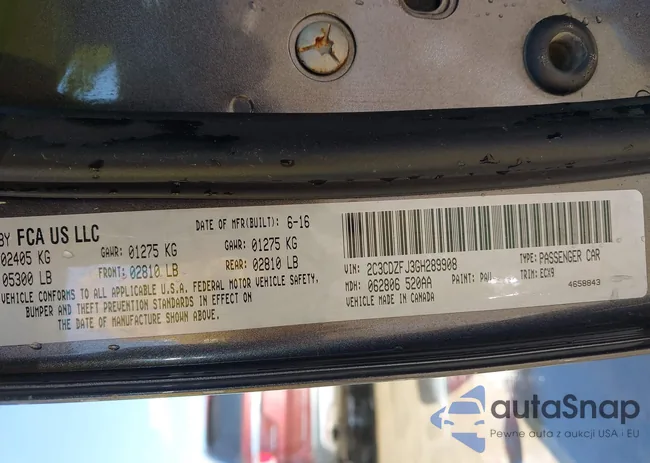 BY FCA US LLC
DATE OF MFR(BUILT): 6-16
02405 KG GAWR: 01275 KG GAWR: 01275 KG
05300 LB FRONT: 02810 LB REAR: 02810 LB
VEHICLE CONFORMS TO ALL APPLICABLE U.S.A. FEDERAL MOTOR VEHICLE SAFETY,
BUMPER AND THEFT PREVENTION STANDARDS IN EFFECT ON
THE DATE OF MANUFACTURE SHOWN ABOVE.
VIN: 2C3CDZFJ3GH289908 TYPE: PASSENGER CAR
MDH: 062806 520AA PAINT: PAU TRIM: ECX9
VEHICLE MADE IN CANADA 4658843
autaSnap
Pewne auta z aukcji USA • EU